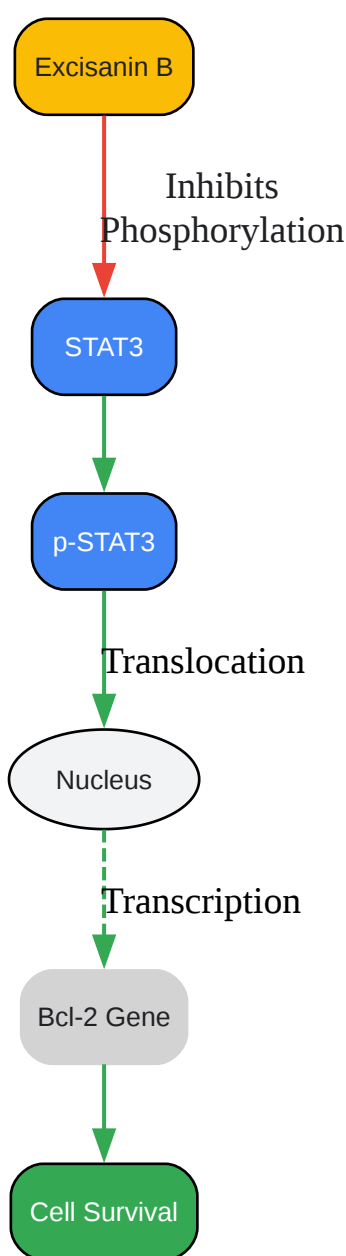 Excisanin B
Inhibits
Phosphorylation
STAT3
p-STAT3
Translocation
Nucleus
Transcription
Bcl-2 Gene
Cell Survival